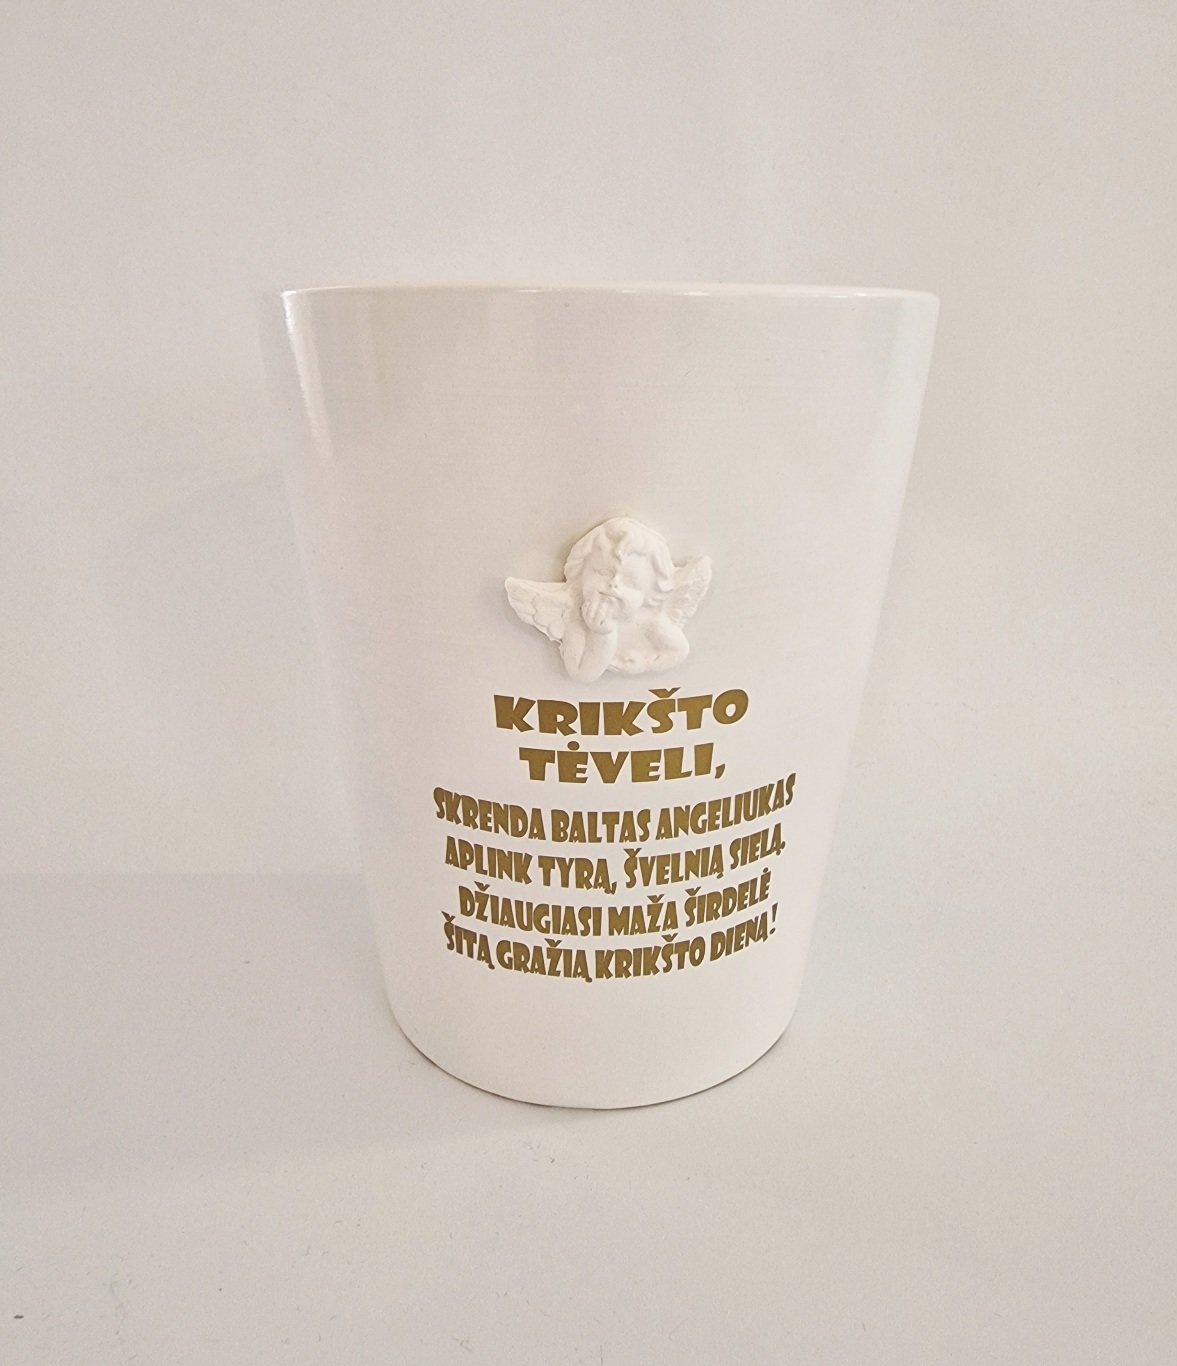 KRIKŠTO
TĖVELI,
SKRENDA BALTAS ANGELIUKAS
APLINK TYRĄ, ŠVELNIĄ SIELĄ.
DŽIAUGIASI MAŽA ŠIRDELĖ
ŠITĄ GRAŽIĄ KRIKŠTO DIENĄ!